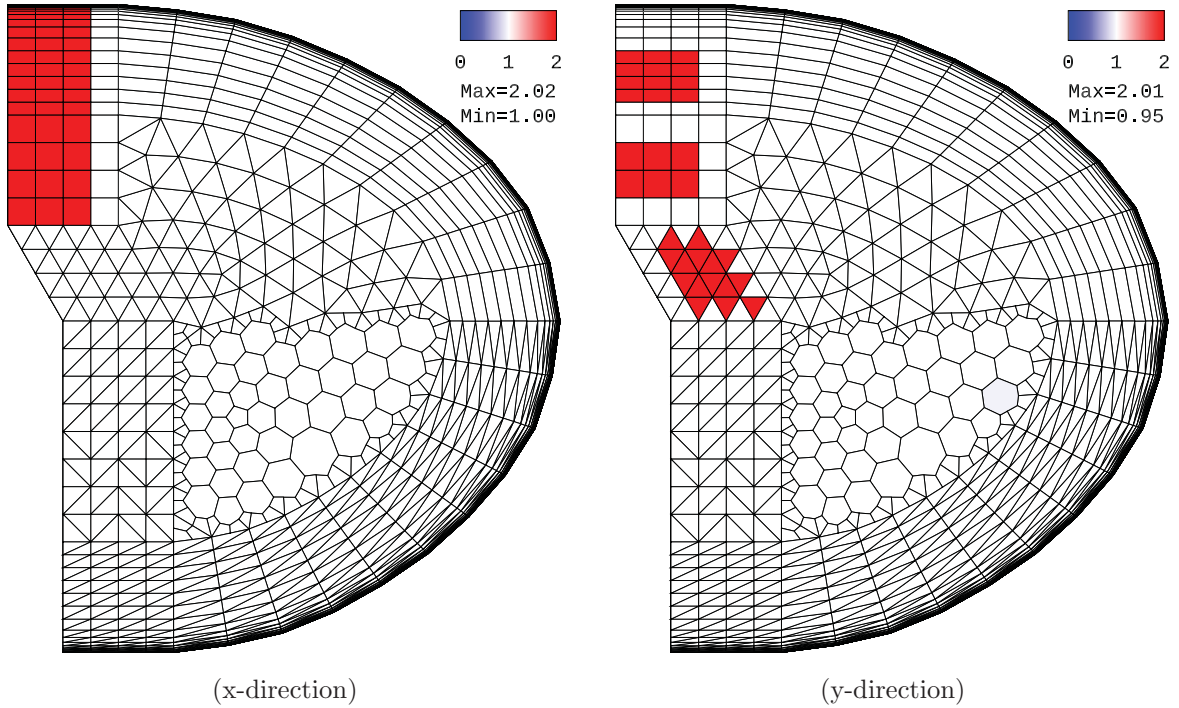 0 1 2
Max=2.02
Min=1.00
0 1 2
Max=2.01
Min=0.95
(x-direction)
(y-direction)